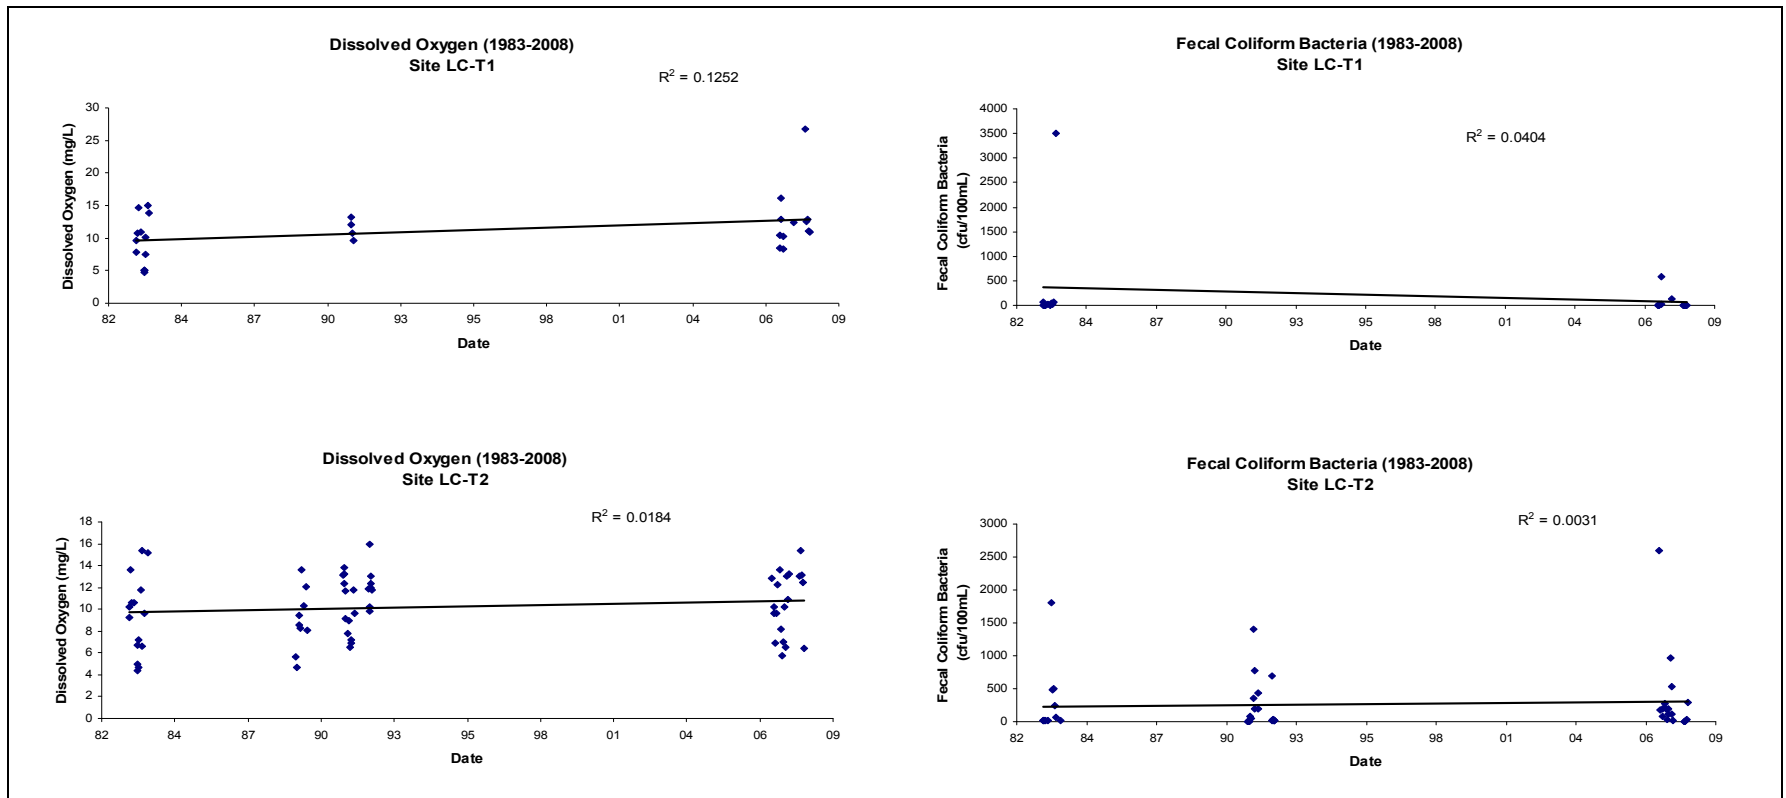 Dissolved Oxygen (1983-2008)
Site LC-T1
R² = 0.1252
Dissolved Oxygen (mg/L)
30
25
20
15
10
5
0
82 84 87 90 93 95 98 01 04 06 09
Date
Fecal Coliform Bacteria (1983-2008)
Site LC-T1
R² = 0.0404
Fecal Coliform Bacteria
(cfu/100mL)
4000
3500
3000
2500
2000
1500
1000
500
0
82 84 87 90 93 95 98 01 04 06 09
Date
Dissolved Oxygen (1983-2008)
Site LC-T2
R² = 0.0184
Dissolved Oxygen (mg/L)
18
16
14
12
10
8
6
4
2
0
82 84 87 90 93 95 98 01 04 06 09
Date
Fecal Coliform Bacteria (1983-2008)
Site LC-T2
R² = 0.0031
Fecal Coliform Bacteria
(cfu/100mL)
3000
2500
2000
1500
1000
500
0
82 84 87 90 93 95 98 01 04 06 09
Date